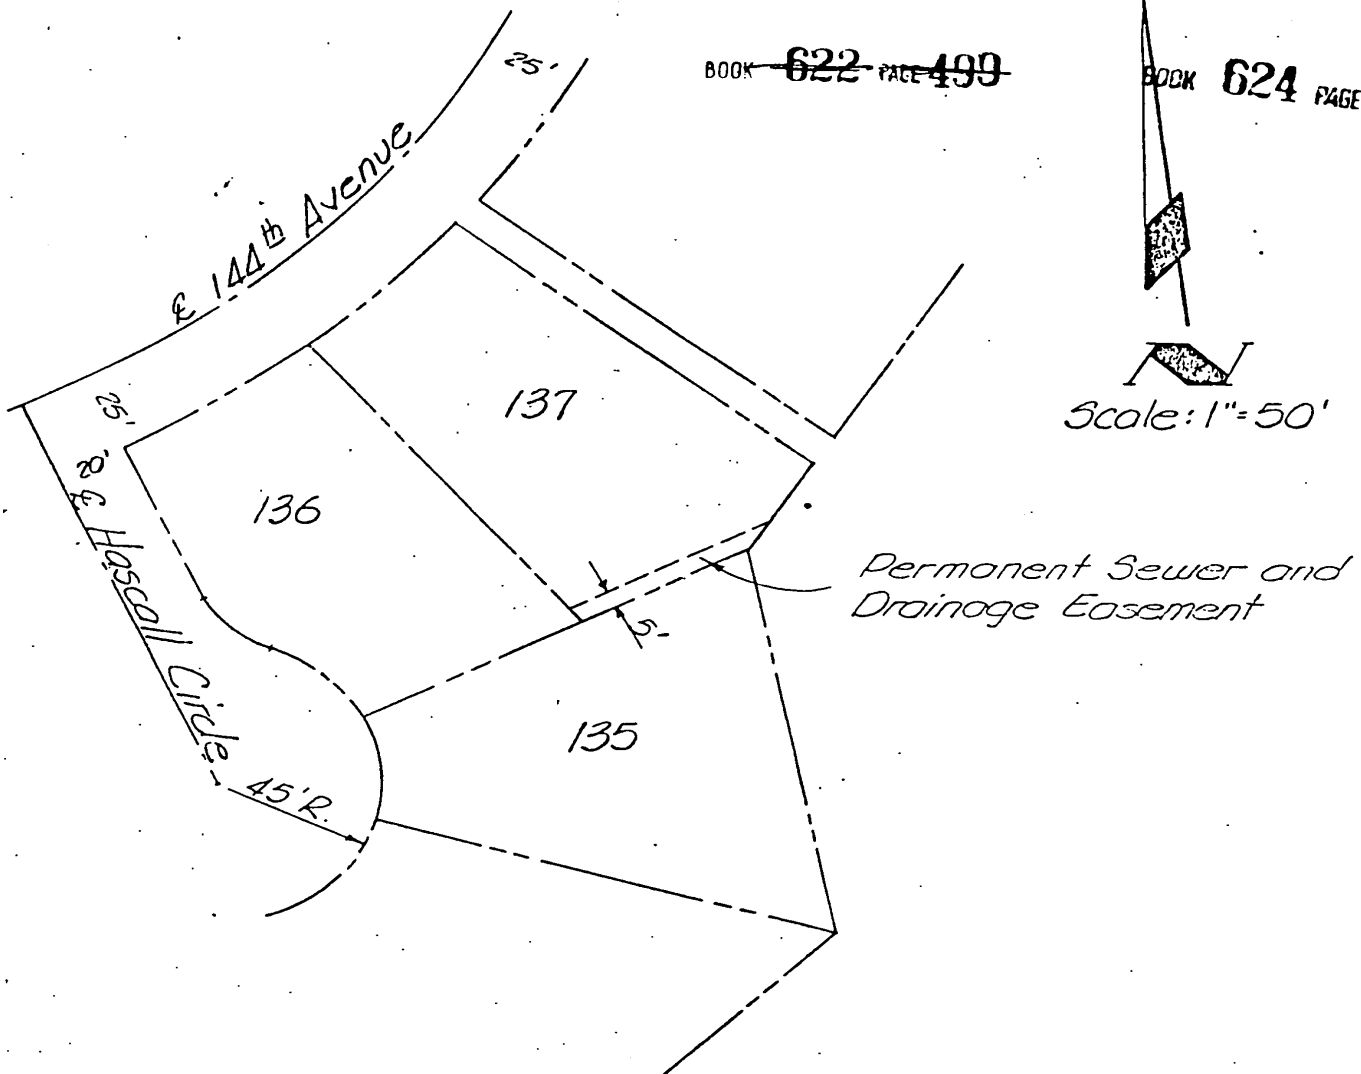 25'
BOOK 622 PAGE 499
BOOK 624 PAGE
℄ 144th Avenue
N
Scale: 1"=50'
25'
137
20'
136
℄ Hascall Circle
Permanent Sewer and
Drainage Easement
5'
135
45'R.